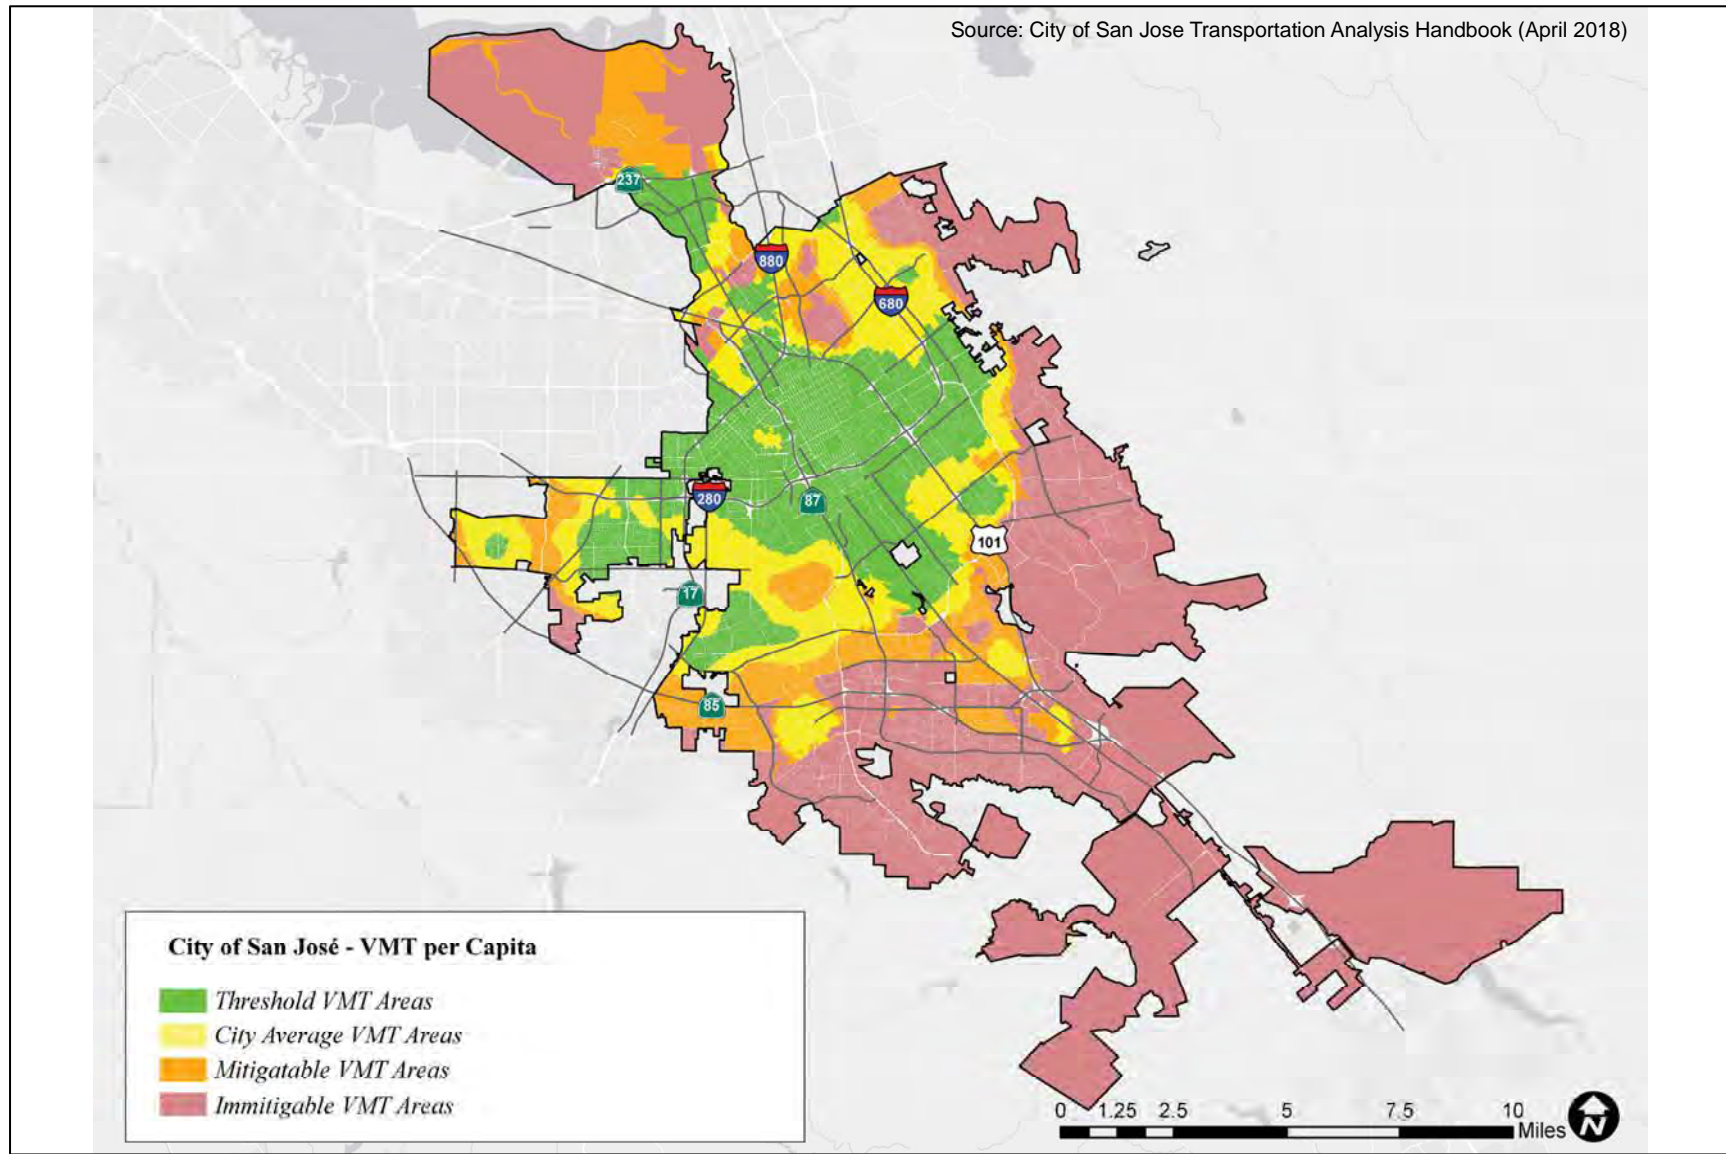 Source: City of San Jose Transportation Analysis Handbook (April 2018)
237
880
680
280
87
101
17
85
City of San José - VMT per Capita
Threshold VMT Areas
City Average VMT Areas
Mitigatable VMT Areas
Immitigable VMT Areas
0 1.25 2.5 5 7.5 10
Miles
N